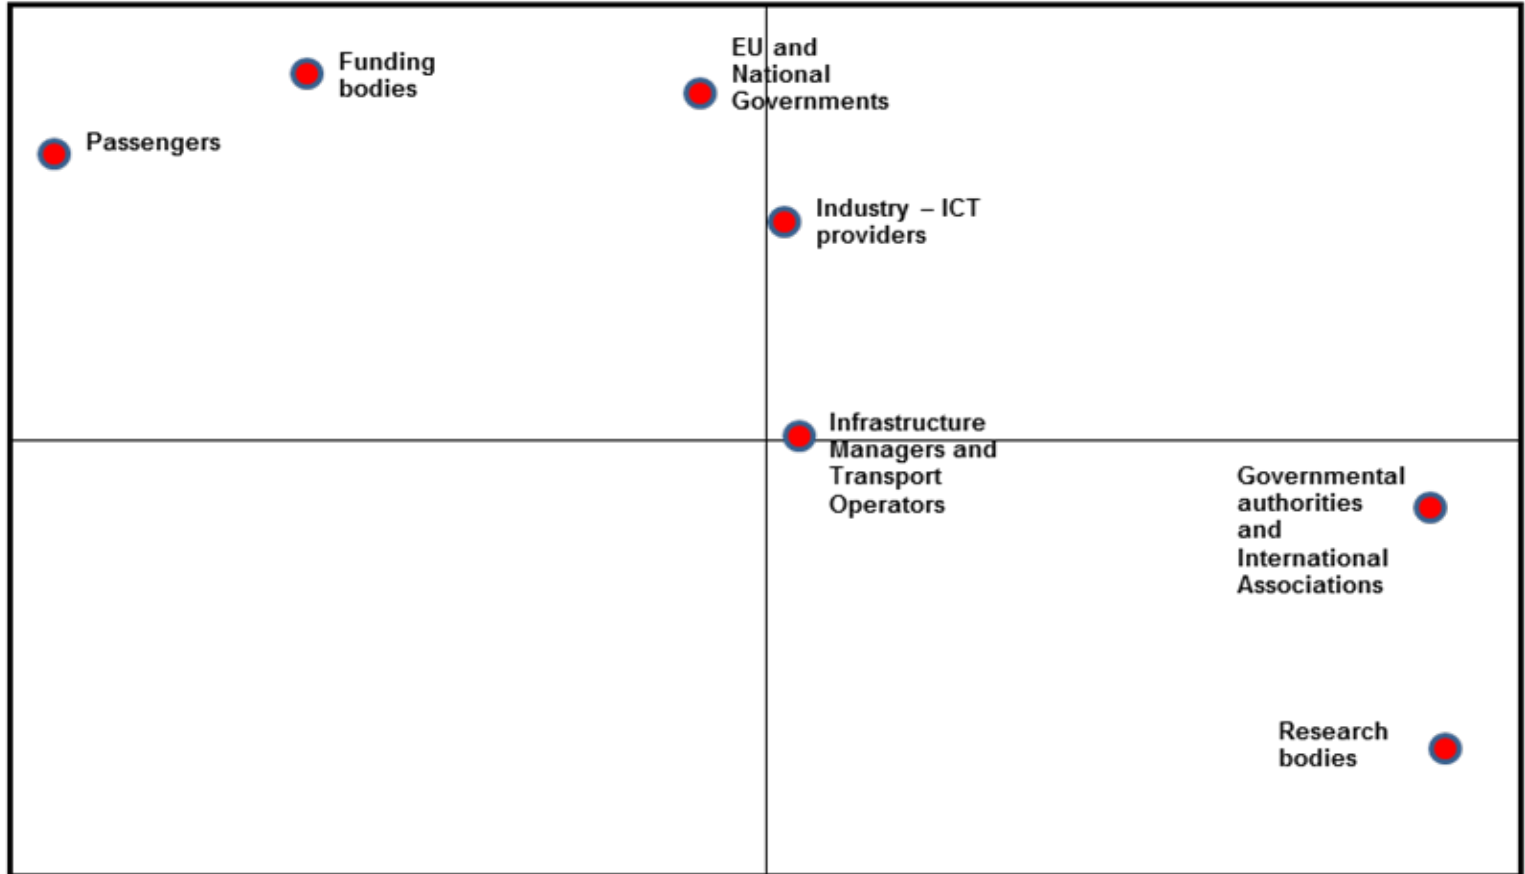 Funding
bodies
EU and
National
Governments
Passengers
Industry – ICT
providers
Infrastructure
Managers and
Transport
Operators
Governmental
authorities
and
International
Associations
Research
bodies